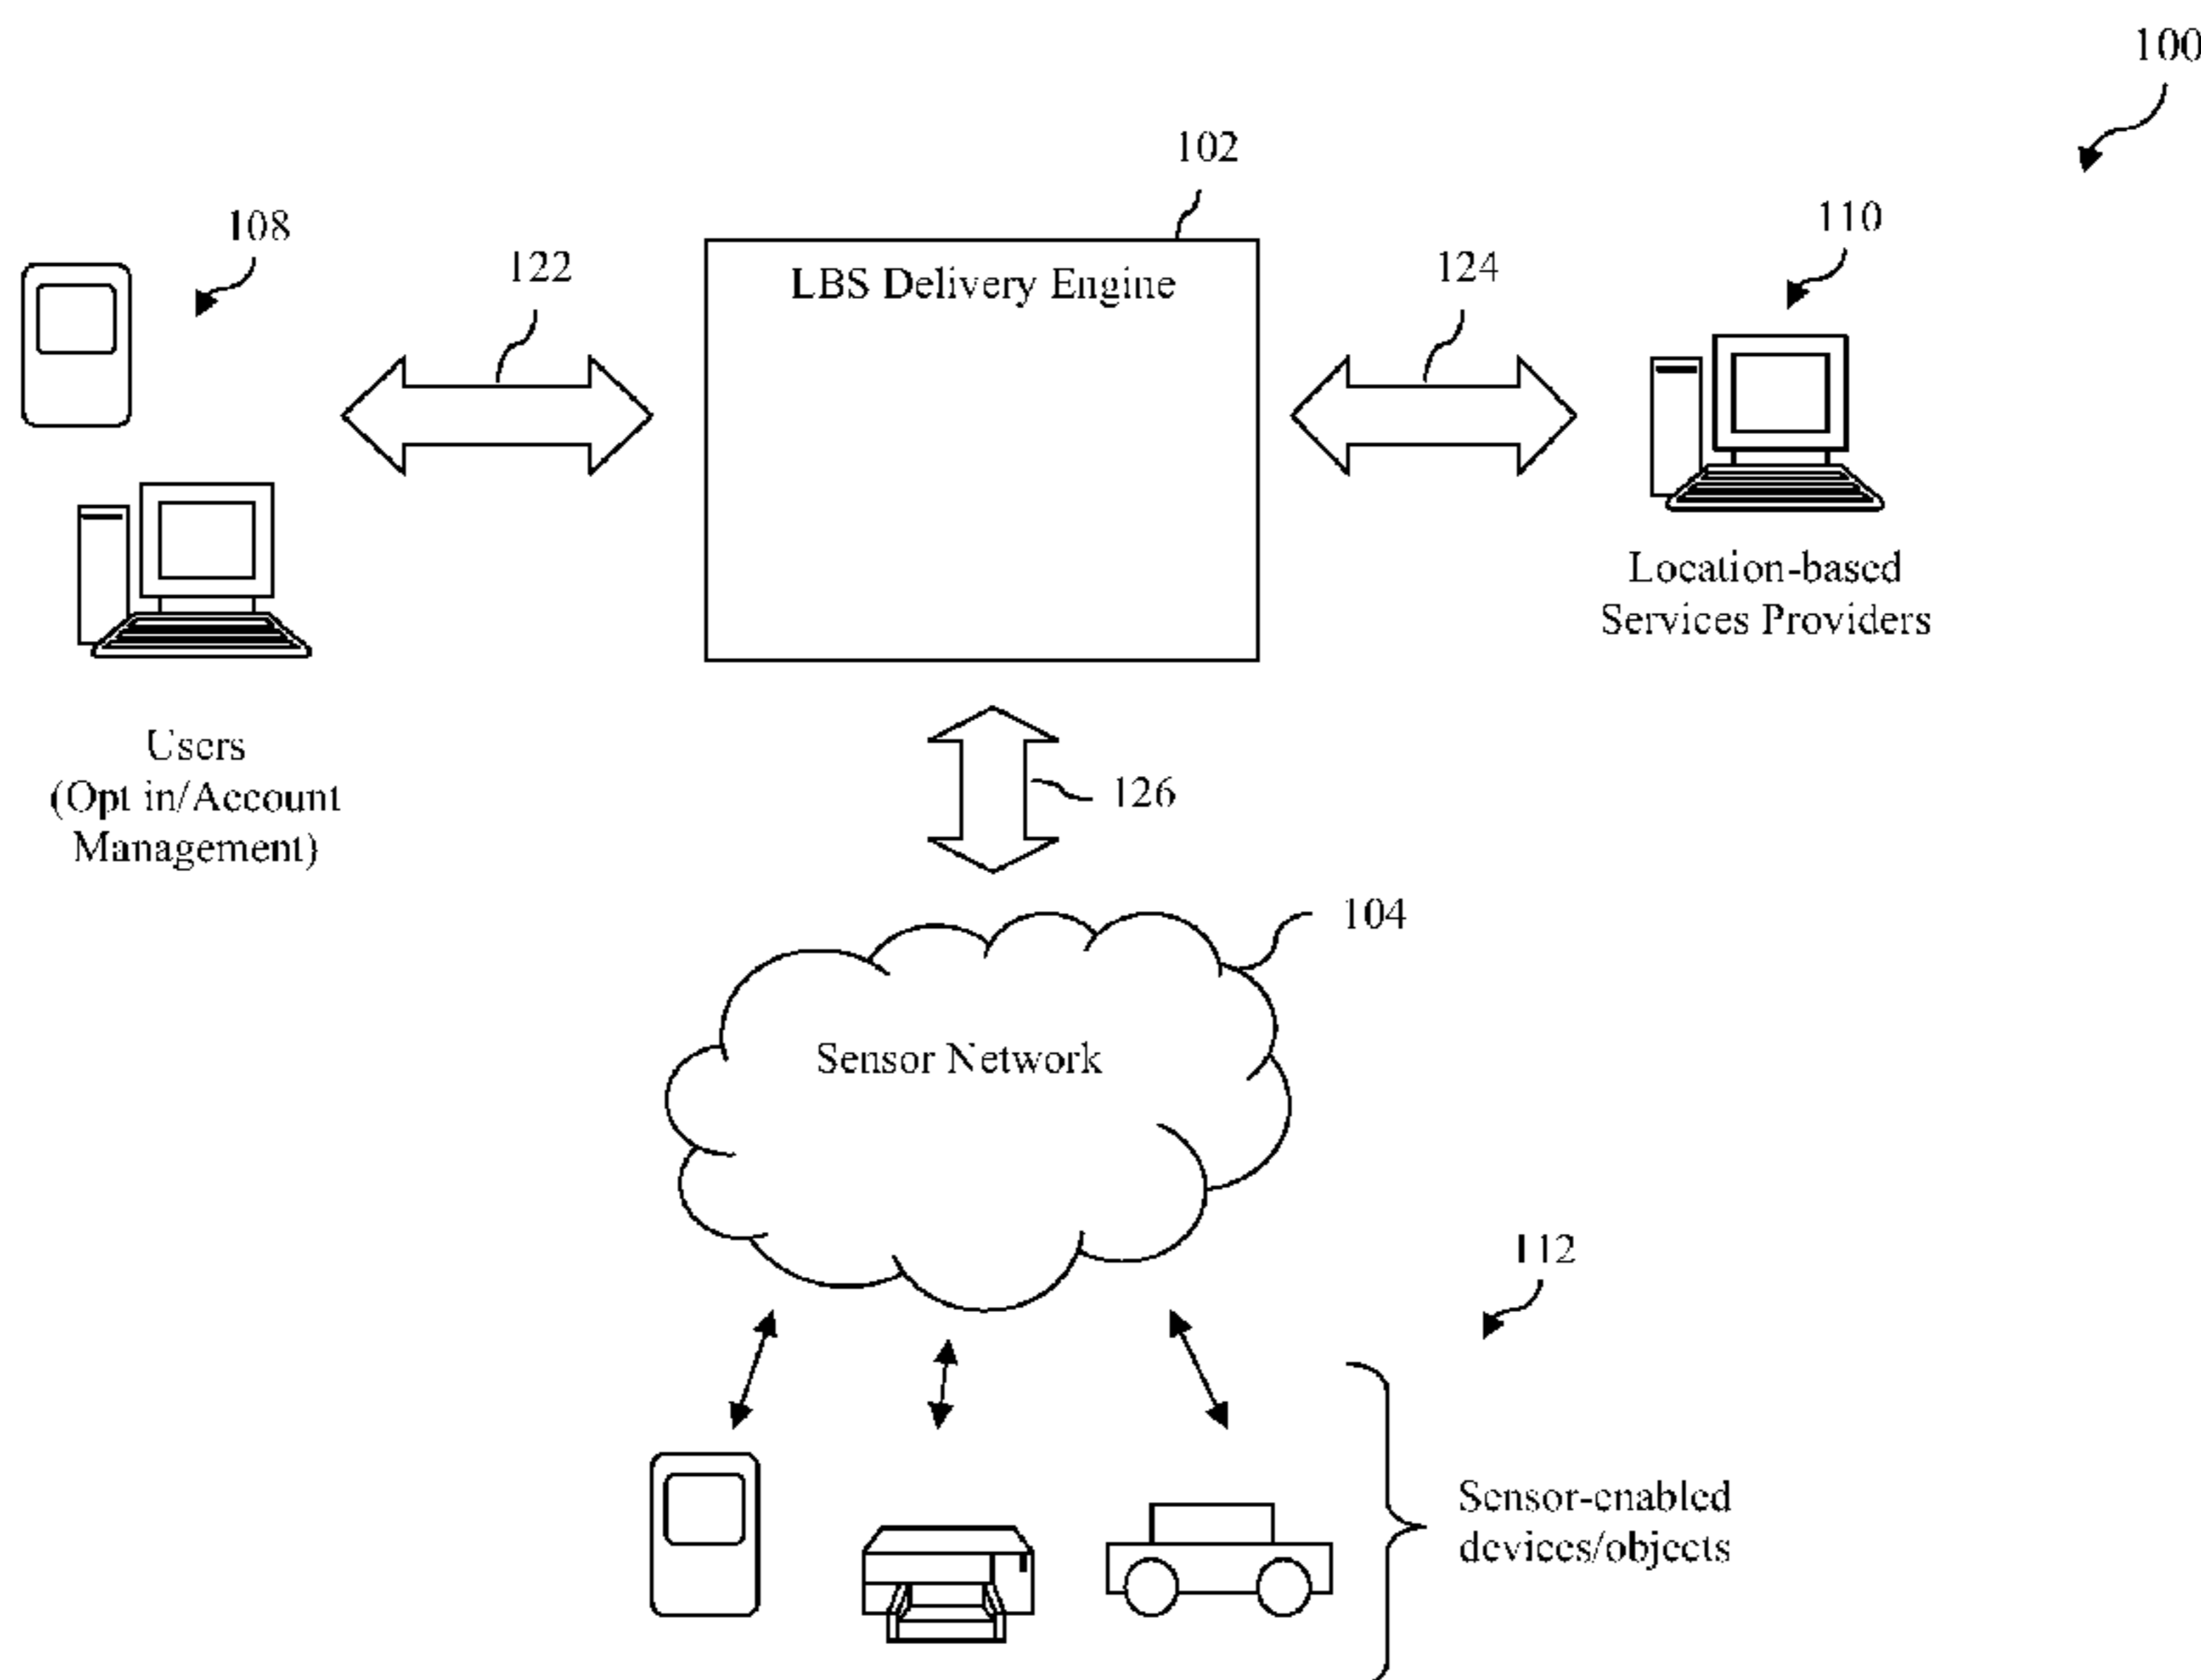 100
102
108
110
122
124
LBS Delivery Engine
Location-based
Services Providers
Users
(Opt in/Account
Management)
126
104
Sensor Network
112
Sensor-enabled
devices/objects